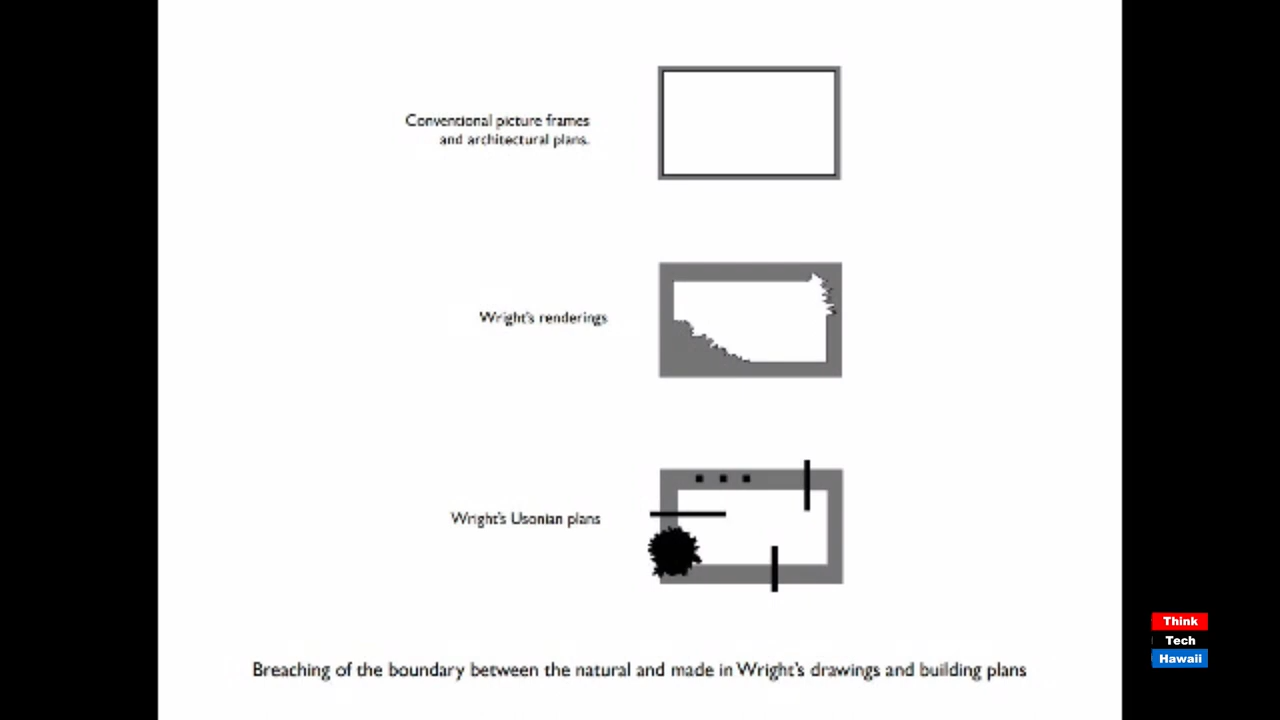 Conventional picture frames
and architectural plans.
Wright's renderings
Wright's Usonian plans
Breaching of the boundary between the natural and made in Wright's drawings and building plans
Think
Tech
Hawaii